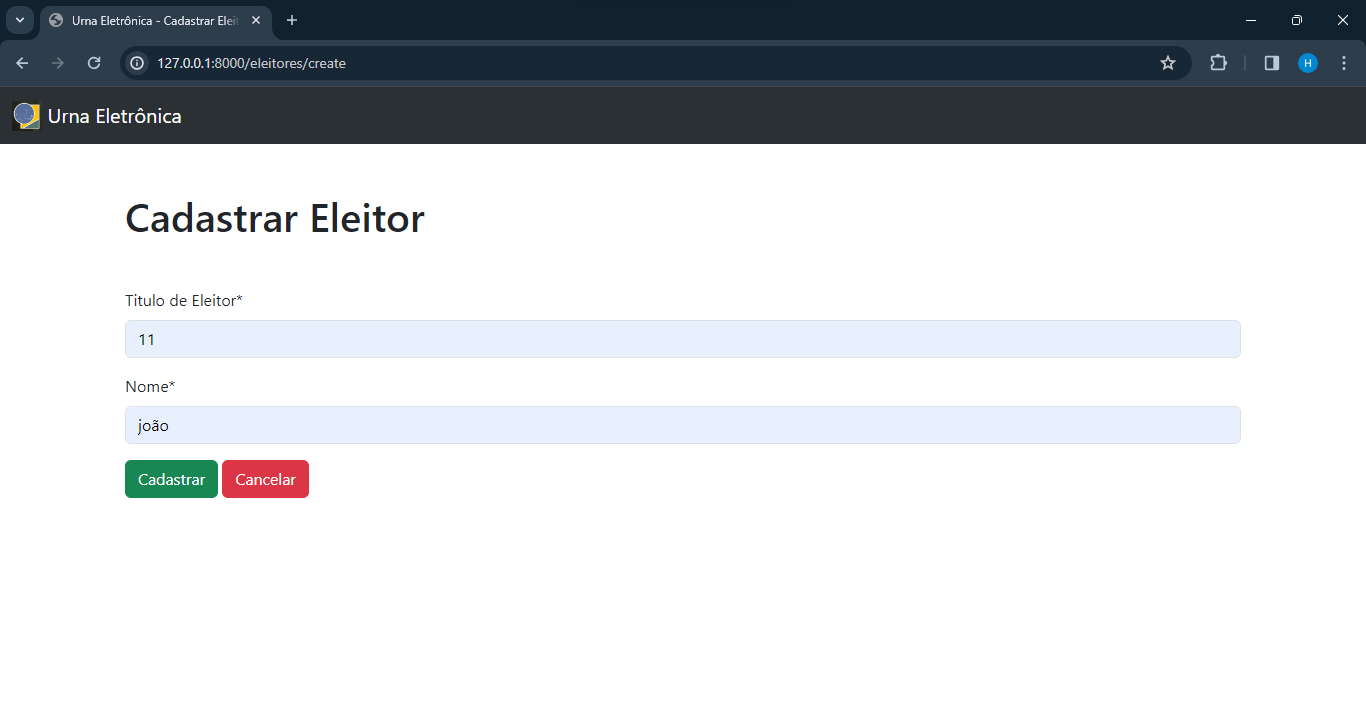 Urna Eletrônica - Cadastrar Elei
127.0.0.1:8000/eleitores/create
H
Urna Eletrônica
Cadastrar Eleitor
Titulo de Eleitor*
11
Nome*
joão
Cadastrar Cancelar